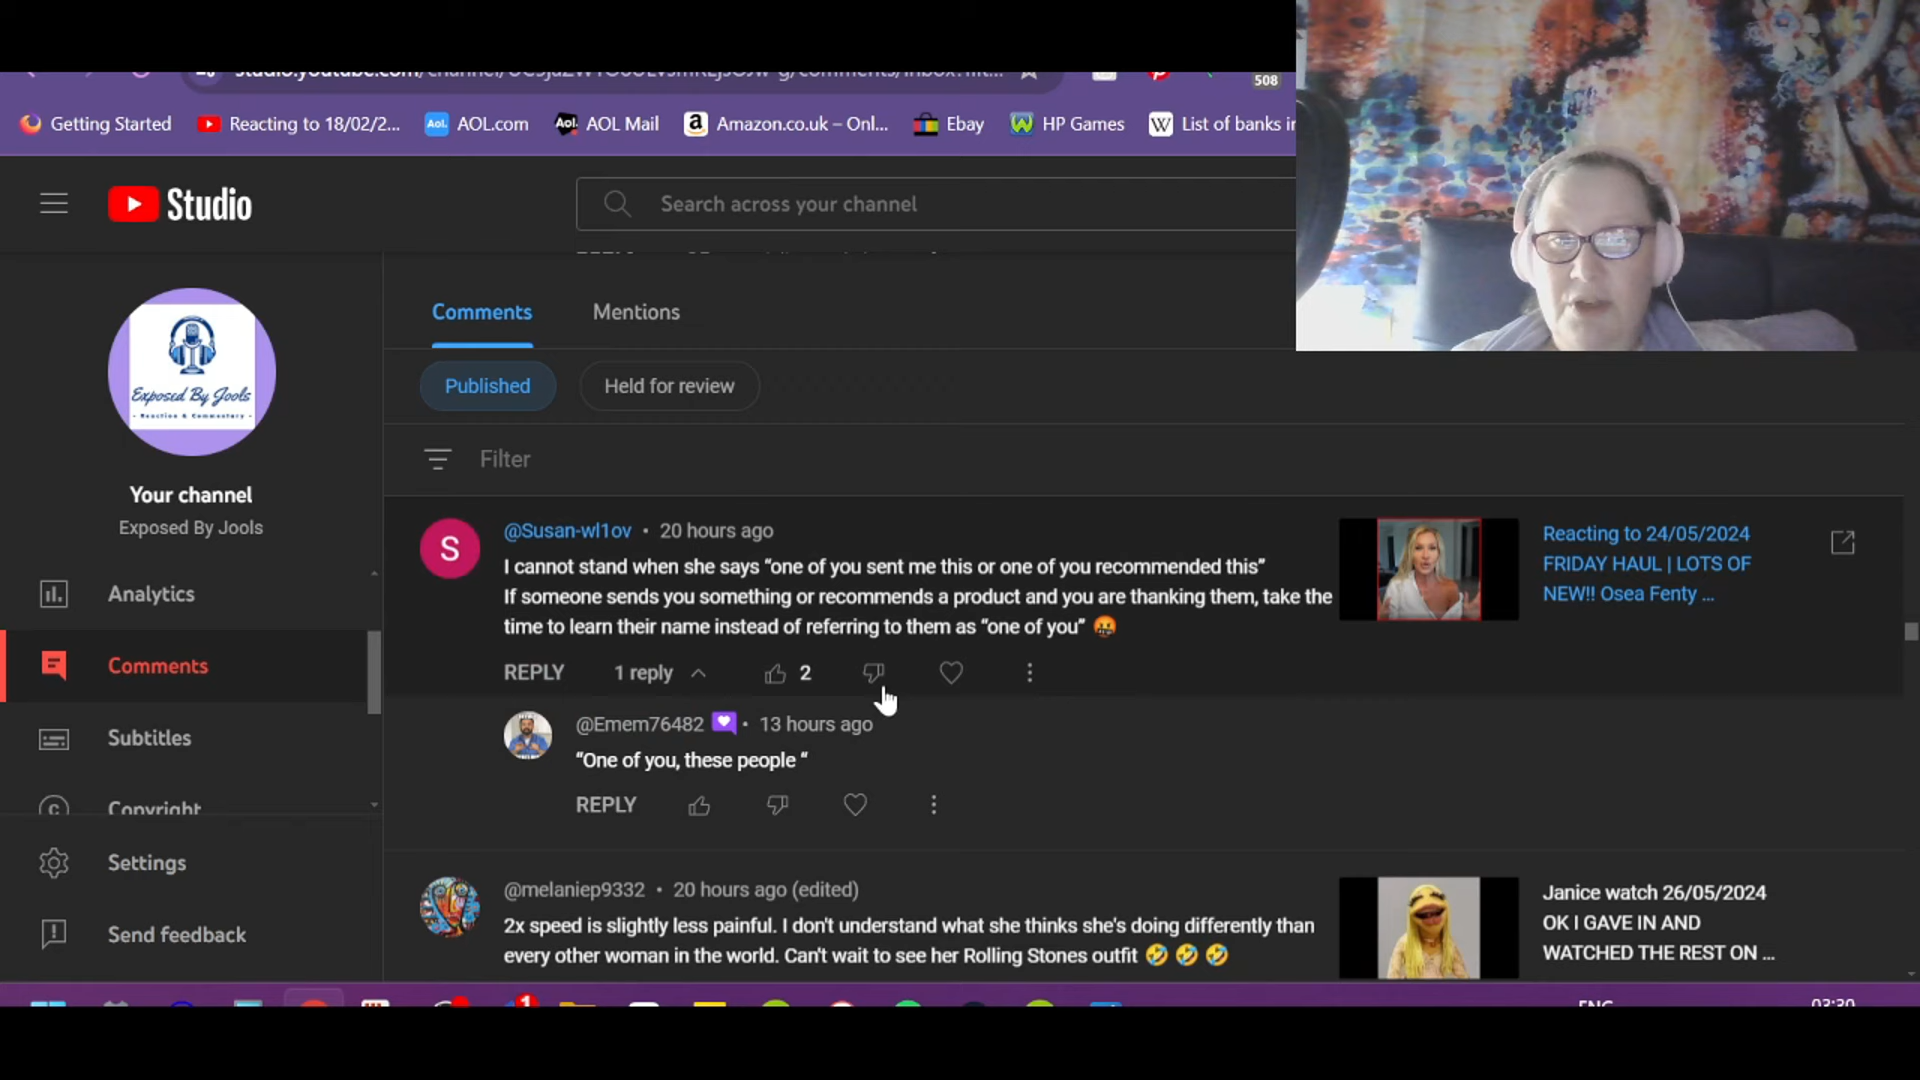 508
Getting Started
Reacting to 18/02/2...
Aol.
AOL.com
Aol.
AOL Mail
Amazon.co.uk – Onl...
Ebay
HP Games
W
List of banks in
Studio
Search across your channel
Exposed By Jools
- Reaction & Commentary -
Your channel
Exposed By Jools
Analytics
Comments
Subtitles
Copyright
Settings
Send feedback
Comments
Mentions
Published
Held for review
Filter
S
@Susan-wl1ov • 20 hours ago
I cannot stand when she says “one of you sent me this or one of you recommended this”
If someone sends you something or recommends a product and you are thanking them, take the
time to learn their name instead of referring to them as “one of you” 🤬
REPLY
1 reply
2
Reacting to 24/05/2024
FRIDAY HAUL | LOTS OF
NEW!! Osea Fenty ...
@Emem76482 • 13 hours ago
“One of you, these people “
REPLY
@melaniep9332 • 20 hours ago (edited)
2x speed is slightly less painful. I don't understand what she thinks she's doing differently than
every other woman in the world. Can't wait to see her Rolling Stones outfit 🤣 🤣 🤣
Janice watch 26/05/2024
OK I GAVE IN AND
WATCHED THE REST ON ...
1
ENG
03:30